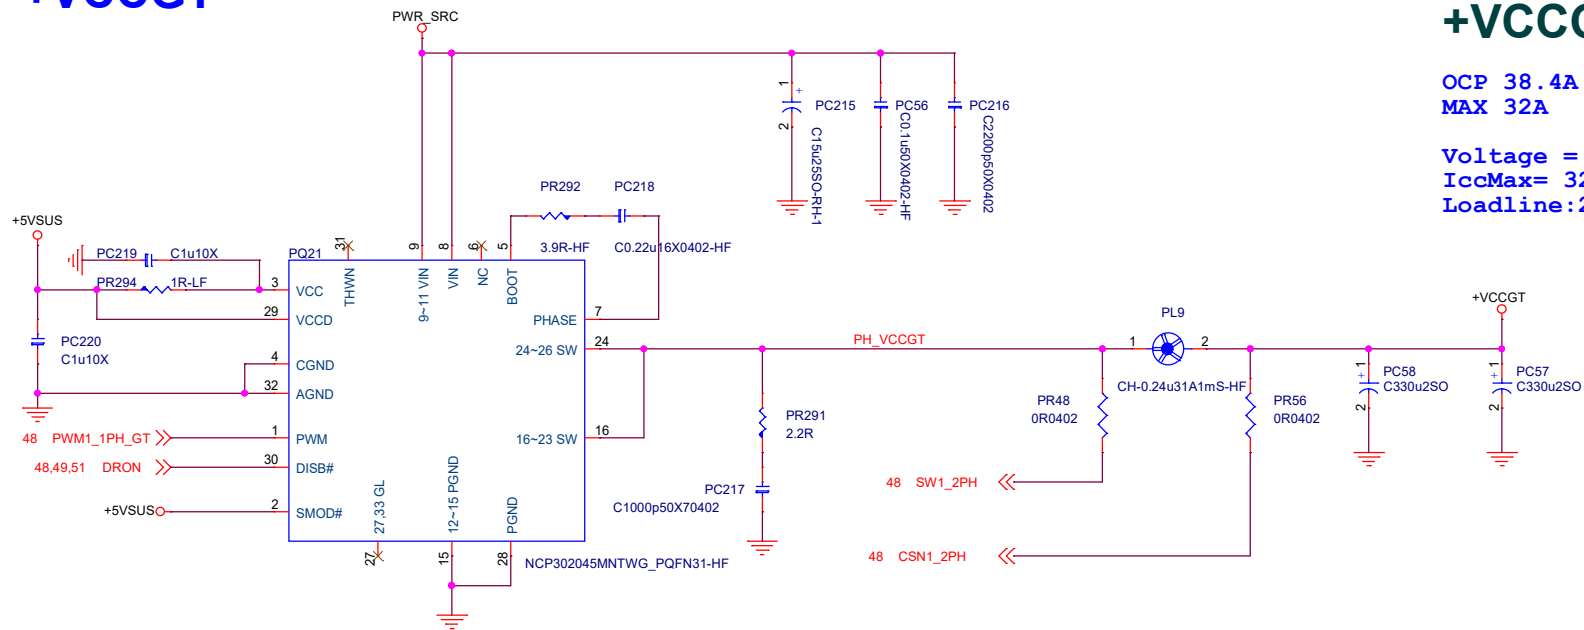 +VCCGT
PWR_SRC
+VCC
OCP 38.4A
MAX 32A
Voltage =
IccMax= 32
Loadline:2
1
+
2
PC215
C15u25SO-RH-1
PC56
C0.1u50X0402-HF
PC216
C2200p50X0402
PR292
PC218
3.9R-HF
C0.22u16X0402-HF
+5VSUS
PC219
C1u10X
PR294
1R-LF
PC220
C1u10X
PQ21
31
9
8
6
5
THWN
9~11 VIN
VIN
NC
BOOT
3
VCC
29
VCCD
4
CGND
32
AGND
48 PWM1_1PH_GT
1
PWM
48,49,51 DRON
30
DISB#
+5VSUS
2
SMOD#
PHASE
7
24~26 SW
24
16~23 SW
16
27,33 GL
12~15 PGND
PGND
27
15
28
NCP302045MNTWG_PQFN31-HF
PH_VCCGT
PR291
2.2R
PC217
C1000p50X70402
PL9
1
2
CH-0.24u31A1mS-HF
PR48
0R0402
PR56
0R0402
48 SW1_2PH
48 CSN1_2PH
+VCCGT
1
+
2
PC58
C330u2SO
1
+
2
PC57
C330u2SO